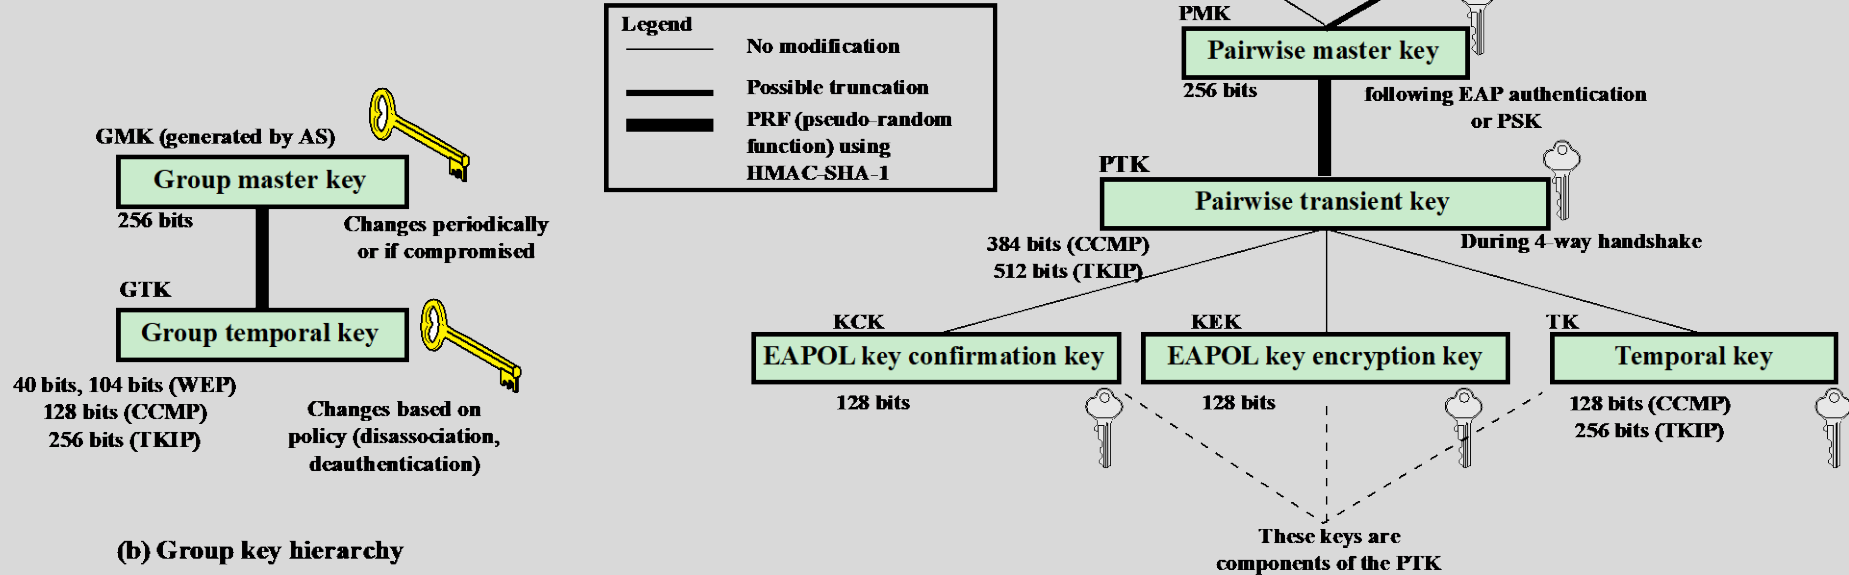 Legend
No modification
Possible truncation
PRF (pseudo-random
function) using
HMAC-SHA-1
GMK (generated by AS)
Group master key
256 bits
Changes periodically
or if compromised
GTK
Group temporal key
40 bits, 104 bits (WEP)
128 bits (CCMP)
256 bits (TKIP)
Changes based on
policy (disassociation,
deauthentication)
(b) Group key hierarchy
PMK
Pairwise master key
256 bits
following EAP authentication
or PSK
PTK
Pairwise transient key
384 bits (CCMP)
512 bits (TKIP)
During 4-way handshake
KCK
EAPOL key confirmation key
128 bits
KEK
EAPOL key encryption key
128 bits
TK
Temporal key
128 bits (CCMP)
256 bits (TKIP)
These keys are
components of the PTK